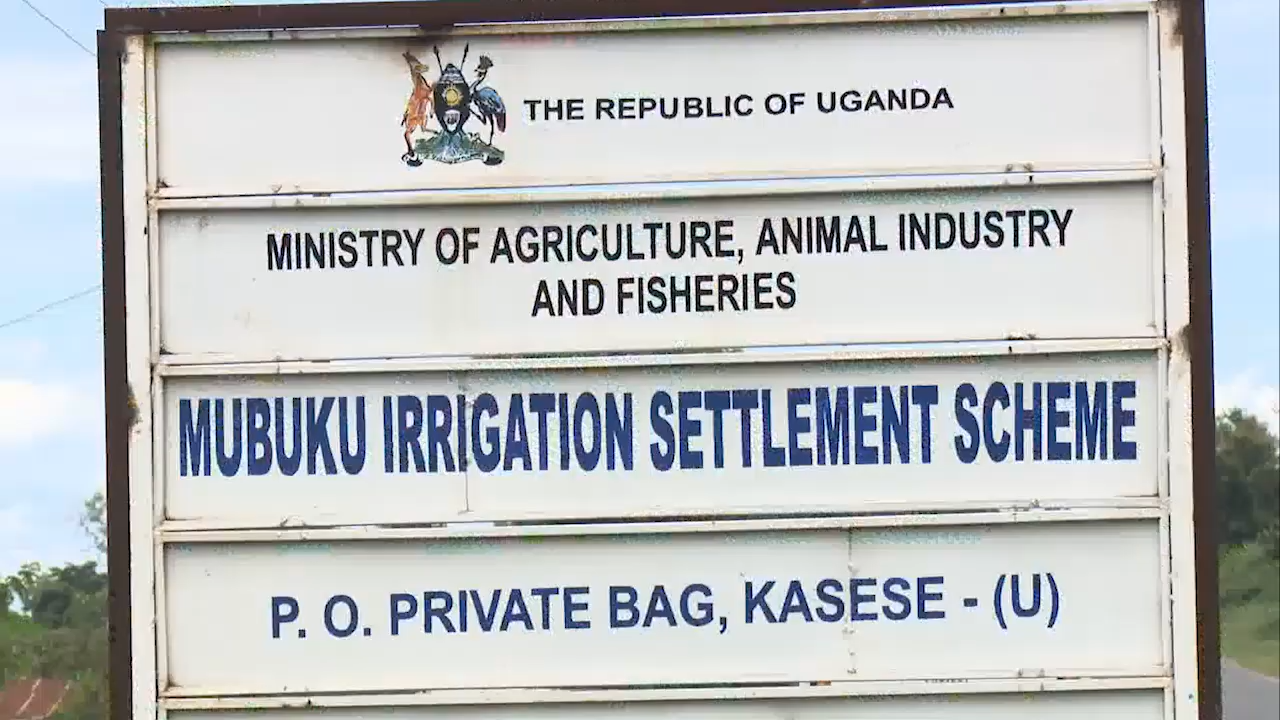 THE REPUBLIC OF UGANDA
MINISTRY OF AGRICULTURE, ANIMAL INDUSTRY
AND FISHERIES
MUBUKU IRRIGATION SETTLEMENT SCHEME
P. O. PRIVATE BAG, KASESE - (U)